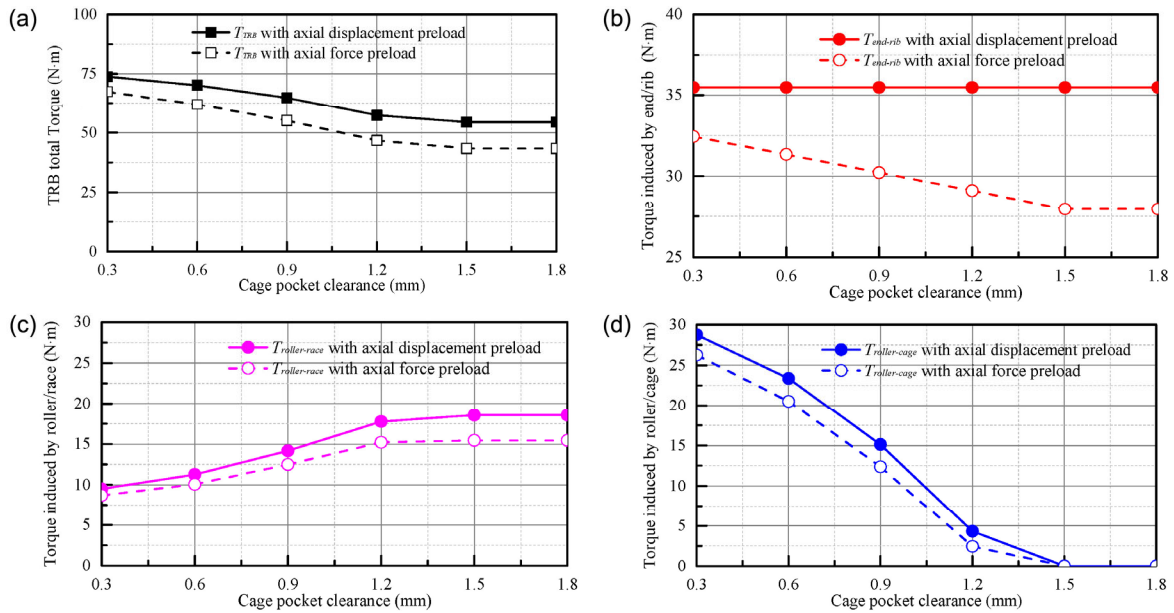 (a)
100
75
50
25
0
TRB total Torque (N·m)
T_TRB with axial displacement preload
T_TRB with axial force preload
0.3 0.6 0.9 1.2 1.5 1.8
Cage pocket clearance (mm)
(b)
40
35
30
25
Torque induced by end/rib (N·m)
T_end-rib with axial displacement preload
T_end-rib with axial force preload
0.3 0.6 0.9 1.2 1.5 1.8
Cage pocket clearance (mm)
(c)
30
25
20
15
10
5
0
Torque induced by roller/race (N·m)
T_roller-race with axial displacement preload
T_roller-race with axial force preload
0.3 0.6 0.9 1.2 1.5 1.8
Cage pocket clearance (mm)
(d)
30
25
20
15
10
5
0
Torque induced by roller/cage (N·m)
T_roller-cage with axial displacement preload
T_roller-cage with axial force preload
0.3 0.6 0.9 1.2 1.5 1.8
Cage pocket clearance (mm)